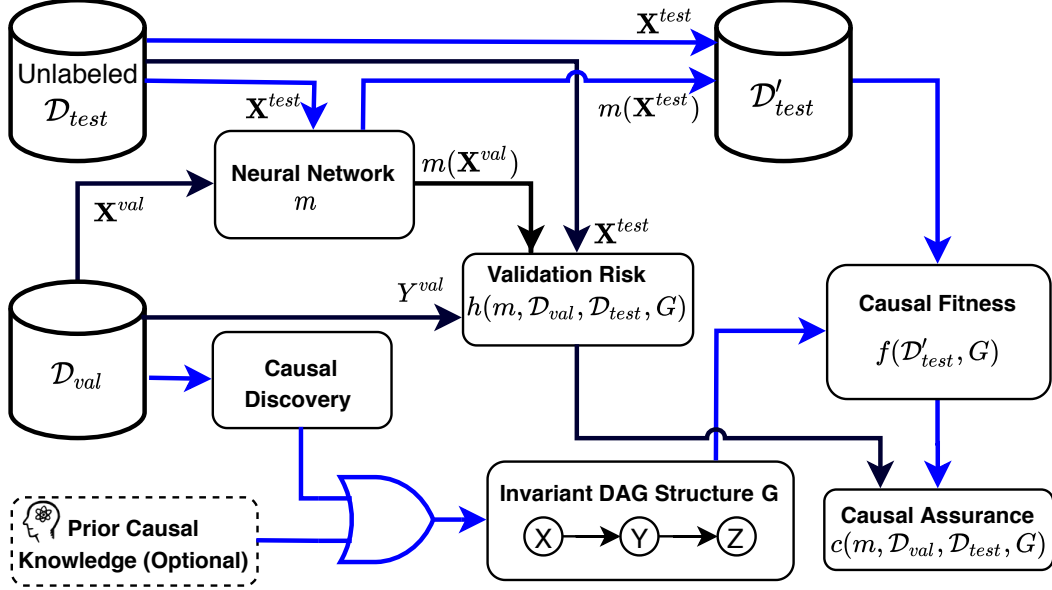 Unlabeled
𝒟_test
X^test
X^test
m(X^test)
𝒟′_test
X^test
Neural Network
m
m(X^val)
X^val
X^test
Validation Risk
h(m, 𝒟_val, 𝒟_test, G)
Y^val
Causal Fitness
f(𝒟′_test, G)
𝒟_val
Causal
Discovery
Invariant DAG Structure G
X Y Z
Prior Causal
Knowledge (Optional)
Causal Assurance
c(m, 𝒟_val, 𝒟_test, G)